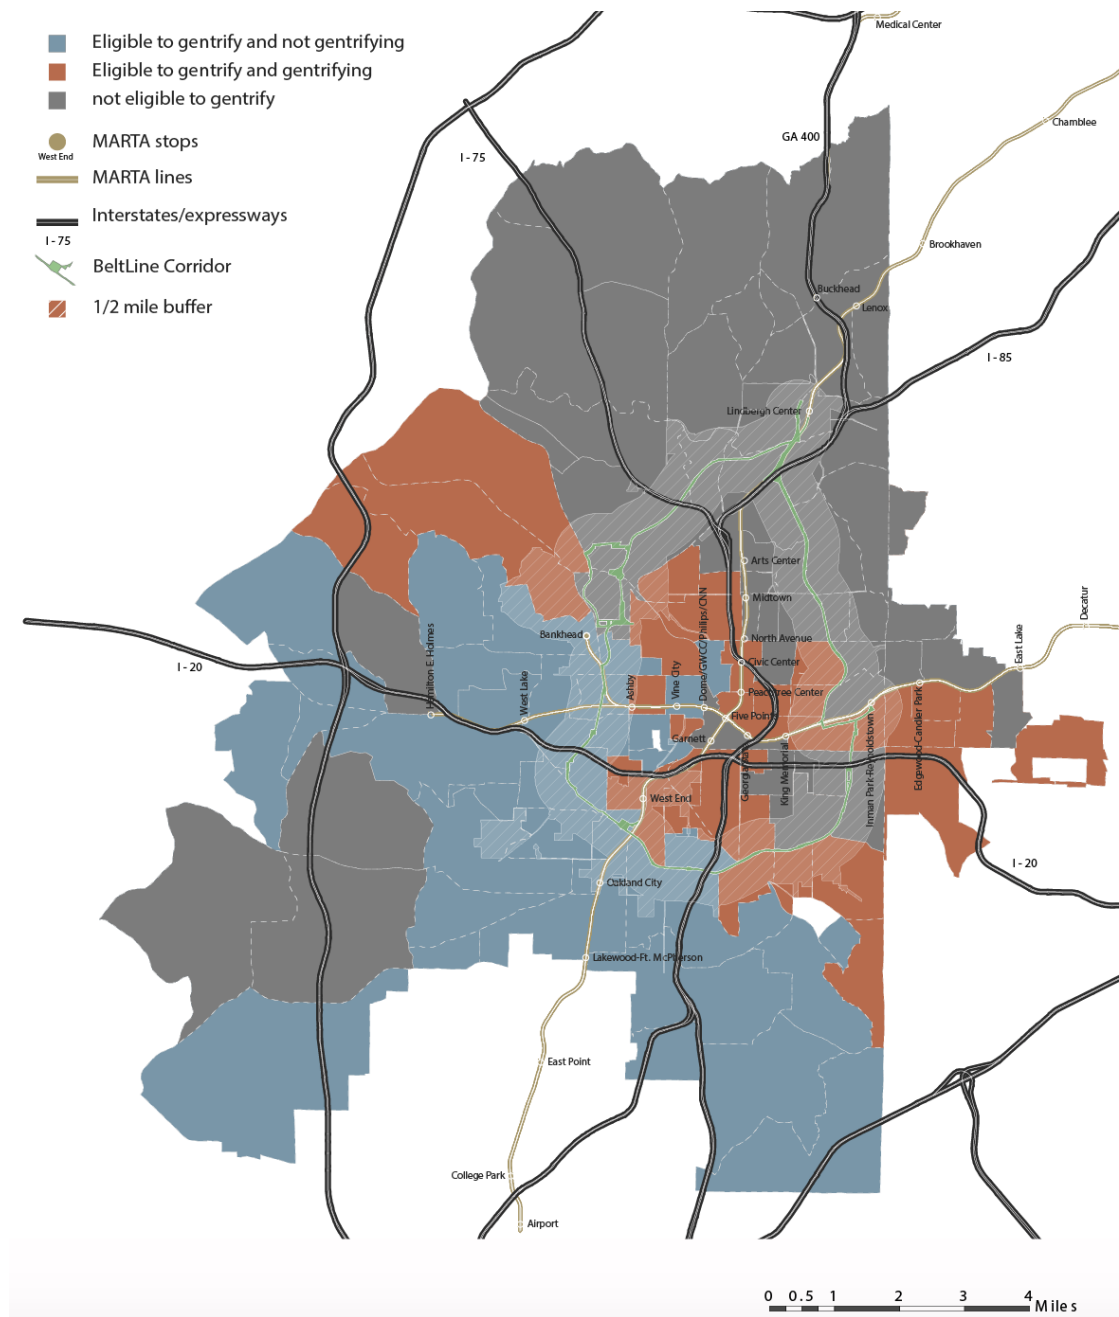 Eligible to gentrify and not gentrifying
Eligible to gentrify and gentrifying
not eligible to gentrify
MARTA stops
West End
MARTA lines
Interstates/expressways
I - 75
BeltLine Corridor
1/2 mile buffer
Medical Center
Chamblee
GA 400
I - 75
Brookhaven
Buckhead
Lenox
I - 85
Lindbergh Center
Arts Center
Midtown
Decatur
Bankhead
North Avenue
East Lake
I - 20
Hamilton E. Holmes
West Lake
Ashby
Vine City
Dome/GWCC/Philips/CNN
Civic Center
Peachtree Center
Five Points
Garnett
Georgia
King Memorial
Inman Park-Reynoldstown
Edgewood-Candler Park
West End
I - 20
Oakland City
Lakewood-Ft. McPherson
East Point
College Park
Airport
0 0.5 1 2 3 4 Miles